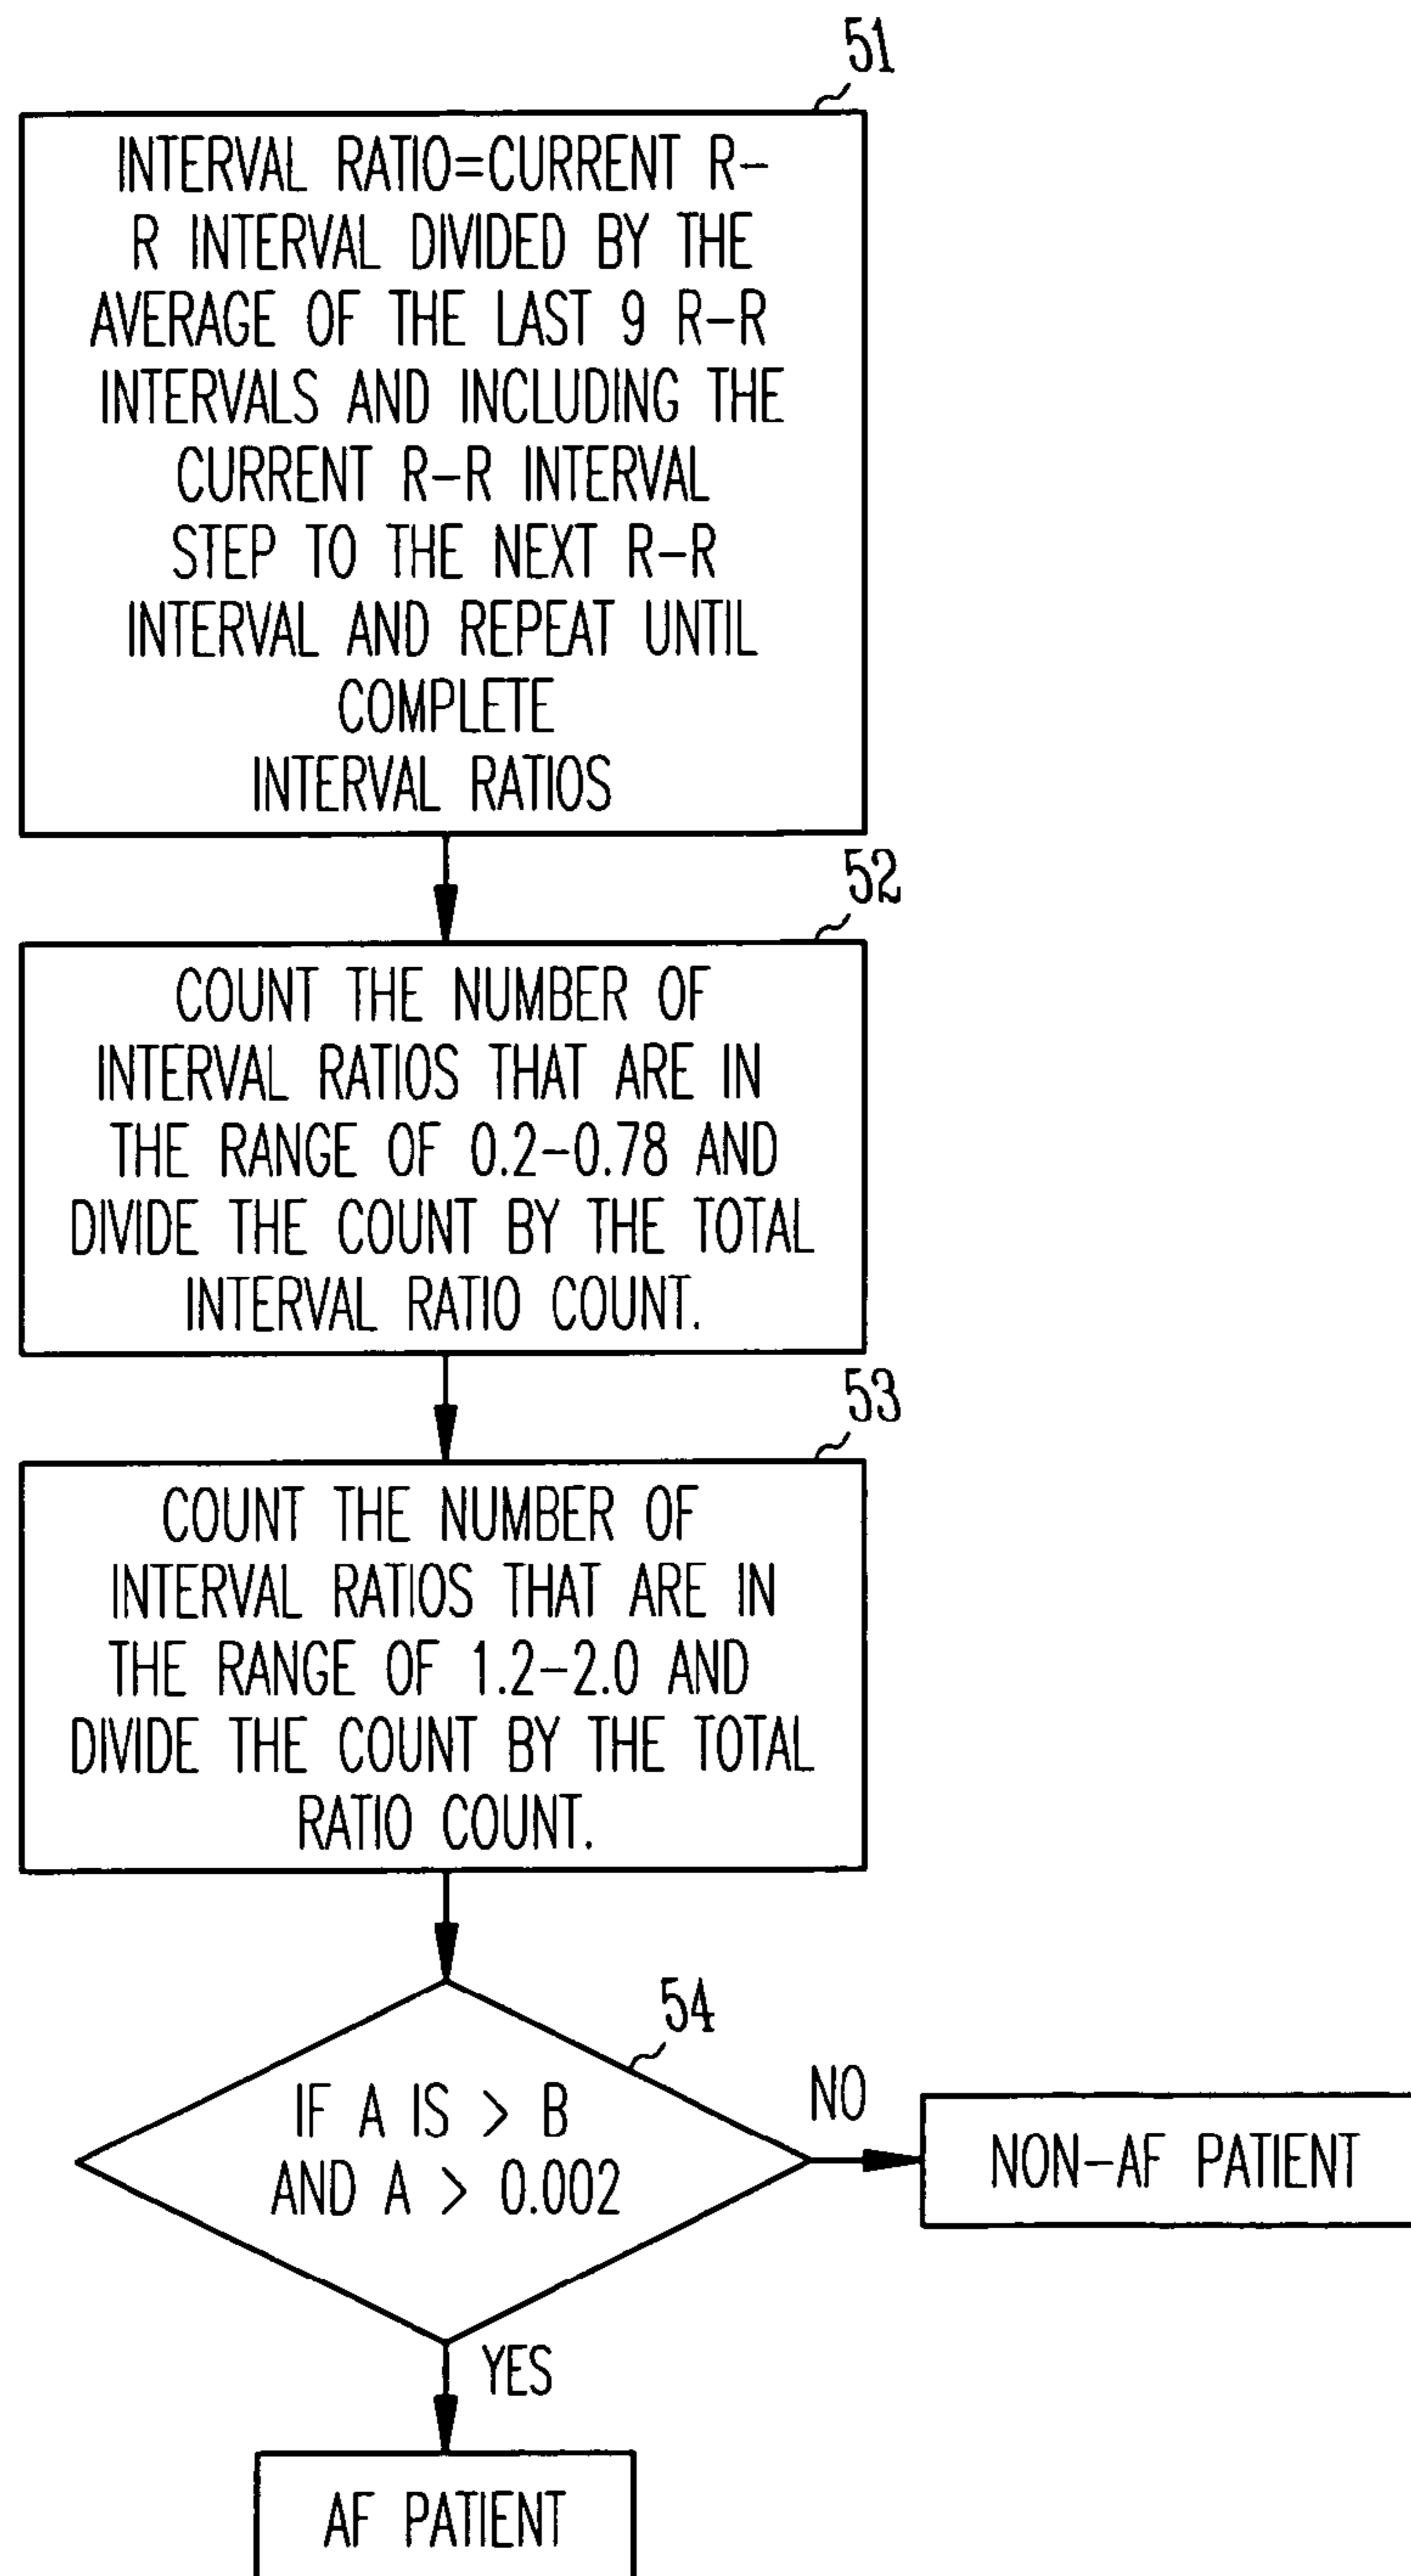 51
INTERVAL RATIO=CURRENT R-
R INTERVAL DIVIDED BY THE
AVERAGE OF THE LAST 9 R-R
INTERVALS AND INCLUDING THE
CURRENT R-R INTERVAL
STEP TO THE NEXT R-R
INTERVAL AND REPEAT UNTIL
COMPLETE
INTERVAL RATIOS
52
COUNT THE NUMBER OF
INTERVAL RATIOS THAT ARE IN
THE RANGE OF 0.2-0.78 AND
DIVIDE THE COUNT BY THE TOTAL
INTERVAL RATIO COUNT.
53
COUNT THE NUMBER OF
INTERVAL RATIOS THAT ARE IN
THE RANGE OF 1.2-2.0 AND
DIVIDE THE COUNT BY THE TOTAL
RATIO COUNT.
54
IF A IS > B
AND A > 0.002
NO
NON-AF PATIENT
YES
AF PATIENT